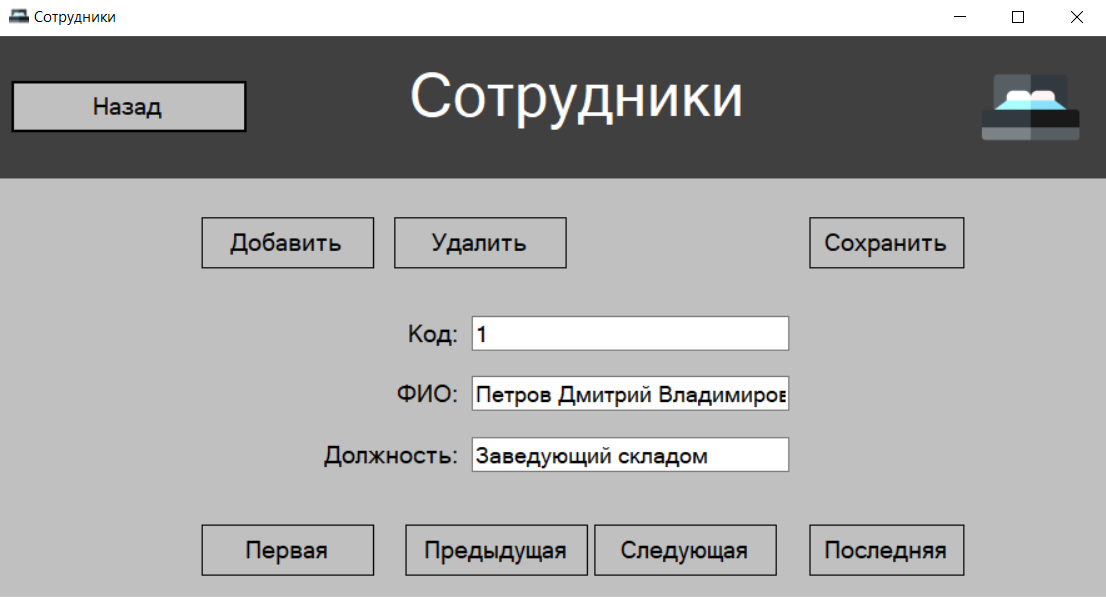 Сотрудники
Назад
Сотрудники
Добавить Удалить Сохранить
Код: 1
ФИО: Петров Дмитрий Владимиров
Должность: Заведующий складом
Первая Предыдущая Следующая Последняя